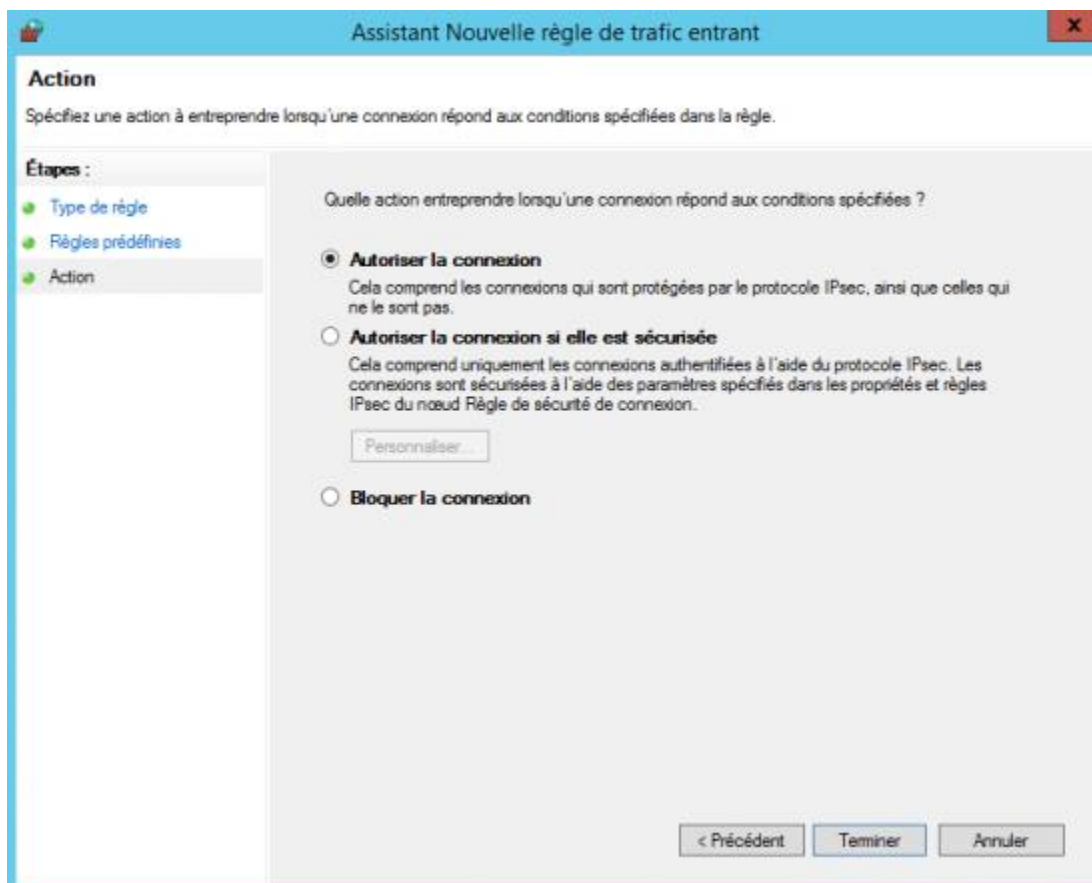 Assistant Nouvelle règle de trafic entrant
x
Action
Spécifiez une action à entreprendre lorsqu'une connexion répond aux conditions spécifiées dans la règle.
Étapes :
Type de règle
Règles prédéfinies
Action
Quelle action entreprendre lorsqu'une connexion répond aux conditions spécifiées ?
Autoriser la connexion
Cela comprend les connexions qui sont protégées par le protocole IPsec, ainsi que celles qui
ne le sont pas.
Autoriser la connexion si elle est sécurisée
Cela comprend uniquement les connexions authentifiées à l'aide du protocole IPsec. Les
connexions sont sécurisées à l'aide des paramètres spécifiés dans les propriétés et règles
IPsec du nœud Règle de sécurité de connexion.
Personnaliser...
Bloquer la connexion
< Précédent
Terminer
Annuler